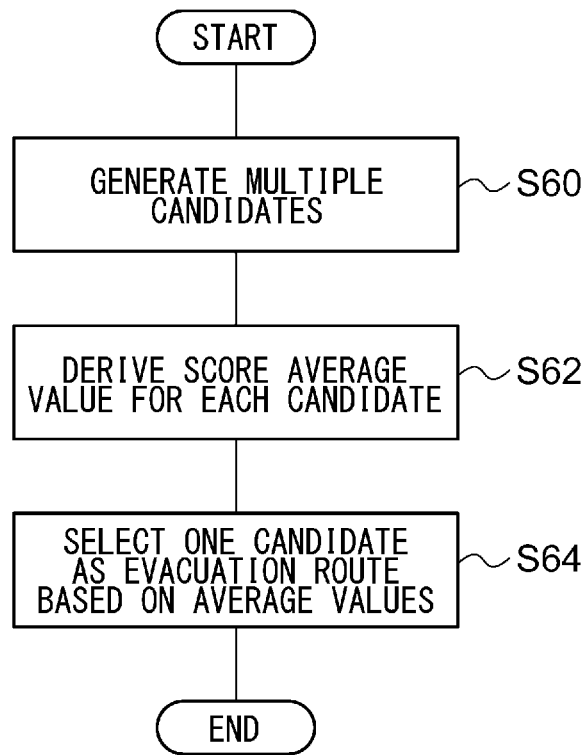 START
GENERATE MULTIPLE
CANDIDATES
S60
DERIVE SCORE AVERAGE
VALUE FOR EACH CANDIDATE
S62
SELECT ONE CANDIDATE
AS EVACUATION ROUTE
BASED ON AVERAGE VALUES
S64
END